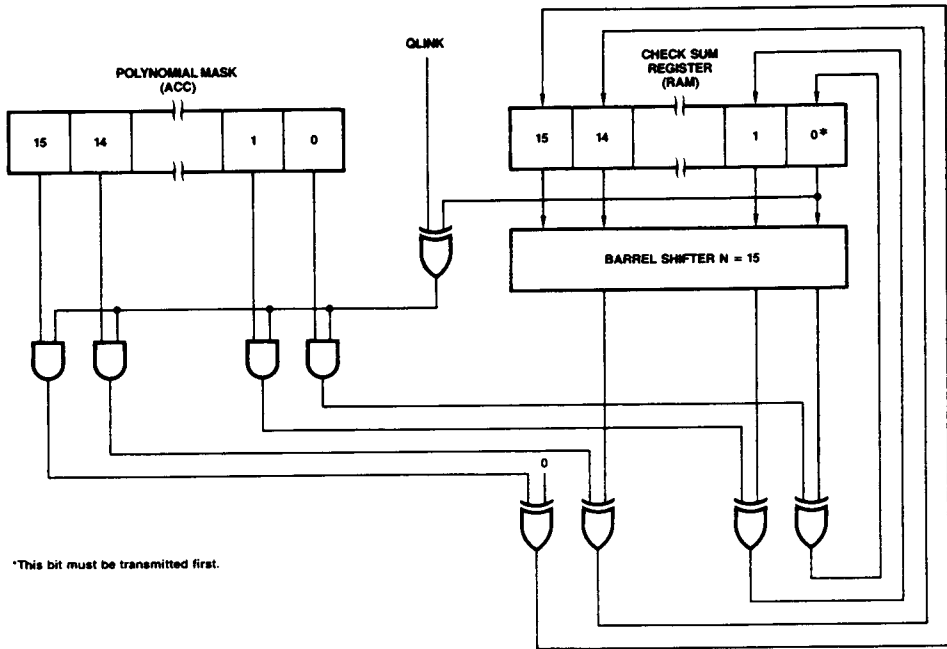 QLINK
POLYNOMIAL MASK
(ACC)
CHECK SUM
REGISTER
(RAM)
15 14 1 0
15 14 1 0*
BARREL SHIFTER N = 15
0
*This bit must be transmitted first.